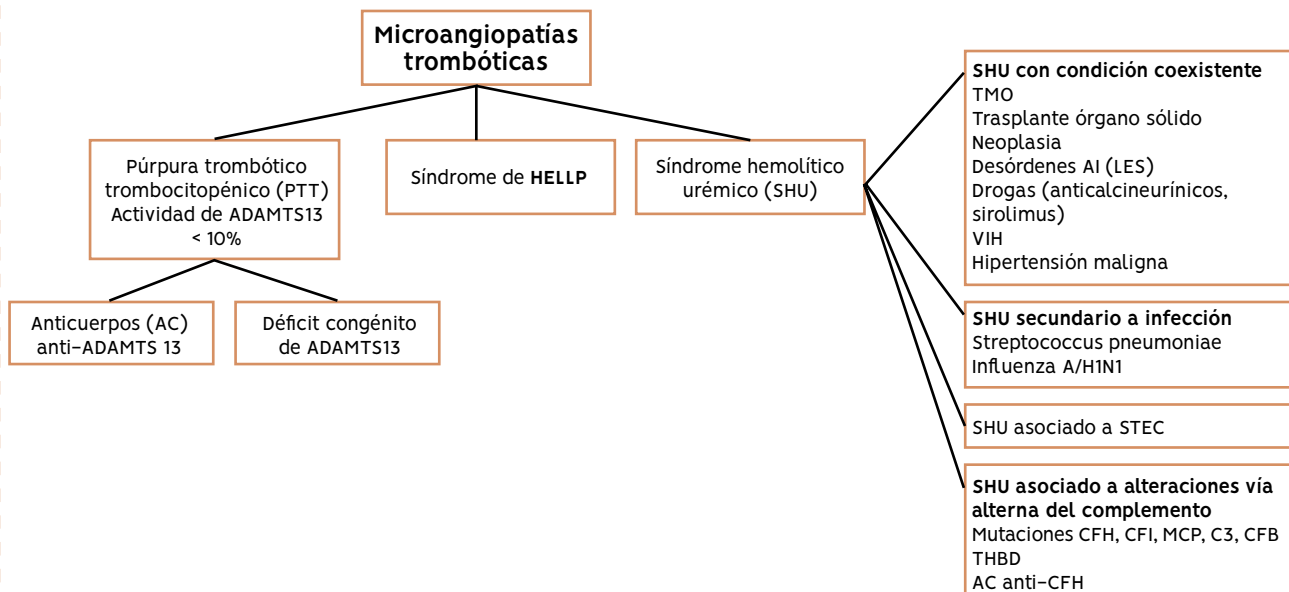 Microangiopatías
trombóticas
Púrpura trombótico
trombocitopénico (PTT)
Actividad de ADAMTS13
< 10%
Síndrome de HELLP
Síndrome hemolítico
urémico (SHU)
Anticuerpos (AC)
anti-ADAMTS 13
Déficit congénito
de ADAMTS13
SHU con condición coexistente
TMO
Trasplante órgano sólido
Neoplasia
Desórdenes AI (LES)
Drogas (anticalcineurínicos,
sirolimus)
VIH
Hipertensión maligna
SHU secundario a infección
Streptococcus pneumoniae
Influenza A/H1N1
SHU asociado a STEC
SHU asociado a alteraciones vía
alterna del complemento
Mutaciones CFH, CFI, MCP, C3, CFB
THBD
AC anti-CFH